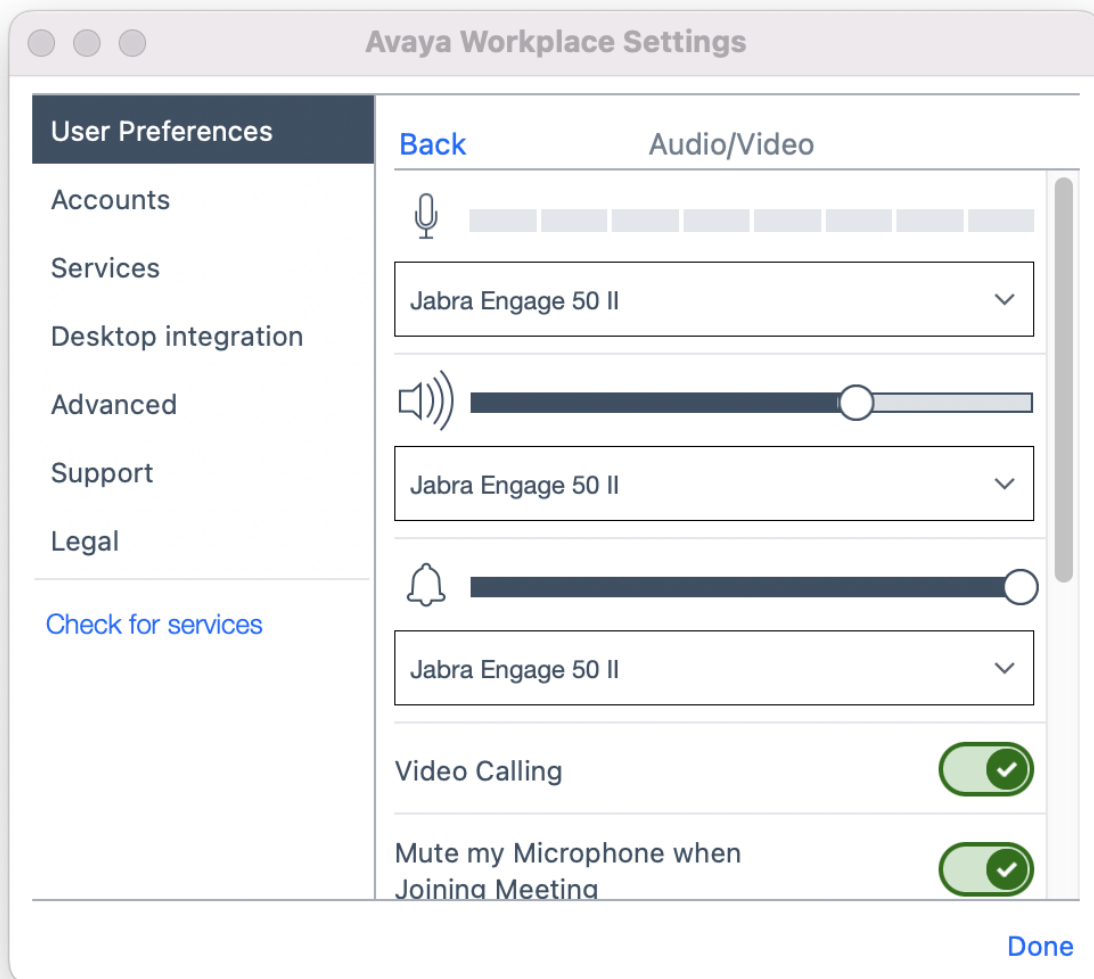 Avaya Workplace Settings
User Preferences
Accounts
Services
Desktop integration
Advanced
Support
Legal
Check for services
Back
Audio/Video
Jabra Engage 50 II
Jabra Engage 50 II
Jabra Engage 50 II
Video Calling
Mute my Microphone when
Joining Meeting
Done